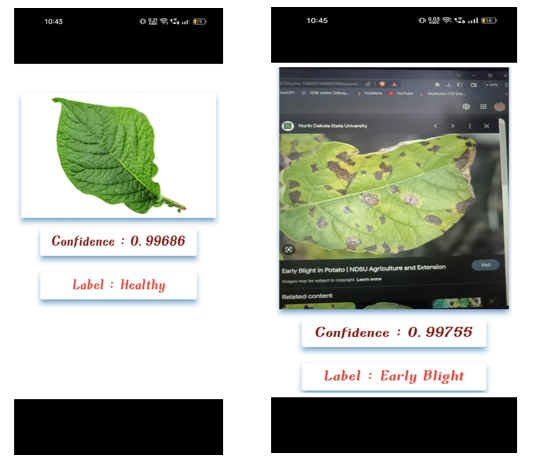 10:43
Confidence : 0.99686
Label : Healthy
10:45
North Dakota State University
Early Blight in Potato | NDSU Agriculture and Extension
Visit
Images may be subject to copyright. Learn more
Related content
Confidence : 0.99755
Label : Early Blight